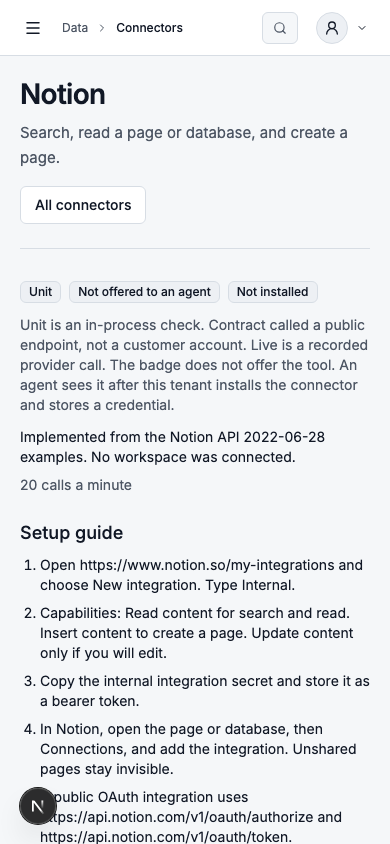 Data > Connectors
Notion
Search, read a page or database, and create a
page.
All connectors
Unit Not offered to an agent Not installed
Unit is an in-process check. Contract called a public
endpoint, not a customer account. Live is a recorded
provider call. The badge does not offer the tool. An
agent sees it after this tenant installs the connector
and stores a credential.
Implemented from the Notion API 2022-06-28
examples. No workspace was connected.
20 calls a minute
Setup guide
1. Open https://www.notion.so/my-integrations and
choose New integration. Type Internal.
2. Capabilities: Read content for search and read.
Insert content to create a page. Update content
only if you will edit.
3. Copy the internal integration secret and store it as
a bearer token.
4. In Notion, open the page or database, then
Connections, and add the integration. Unshared
pages stay invisible.
public OAuth integration uses
https://api.notion.com/v1/oauth/authorize and
https://api.notion.com/v1/oauth/token.
N